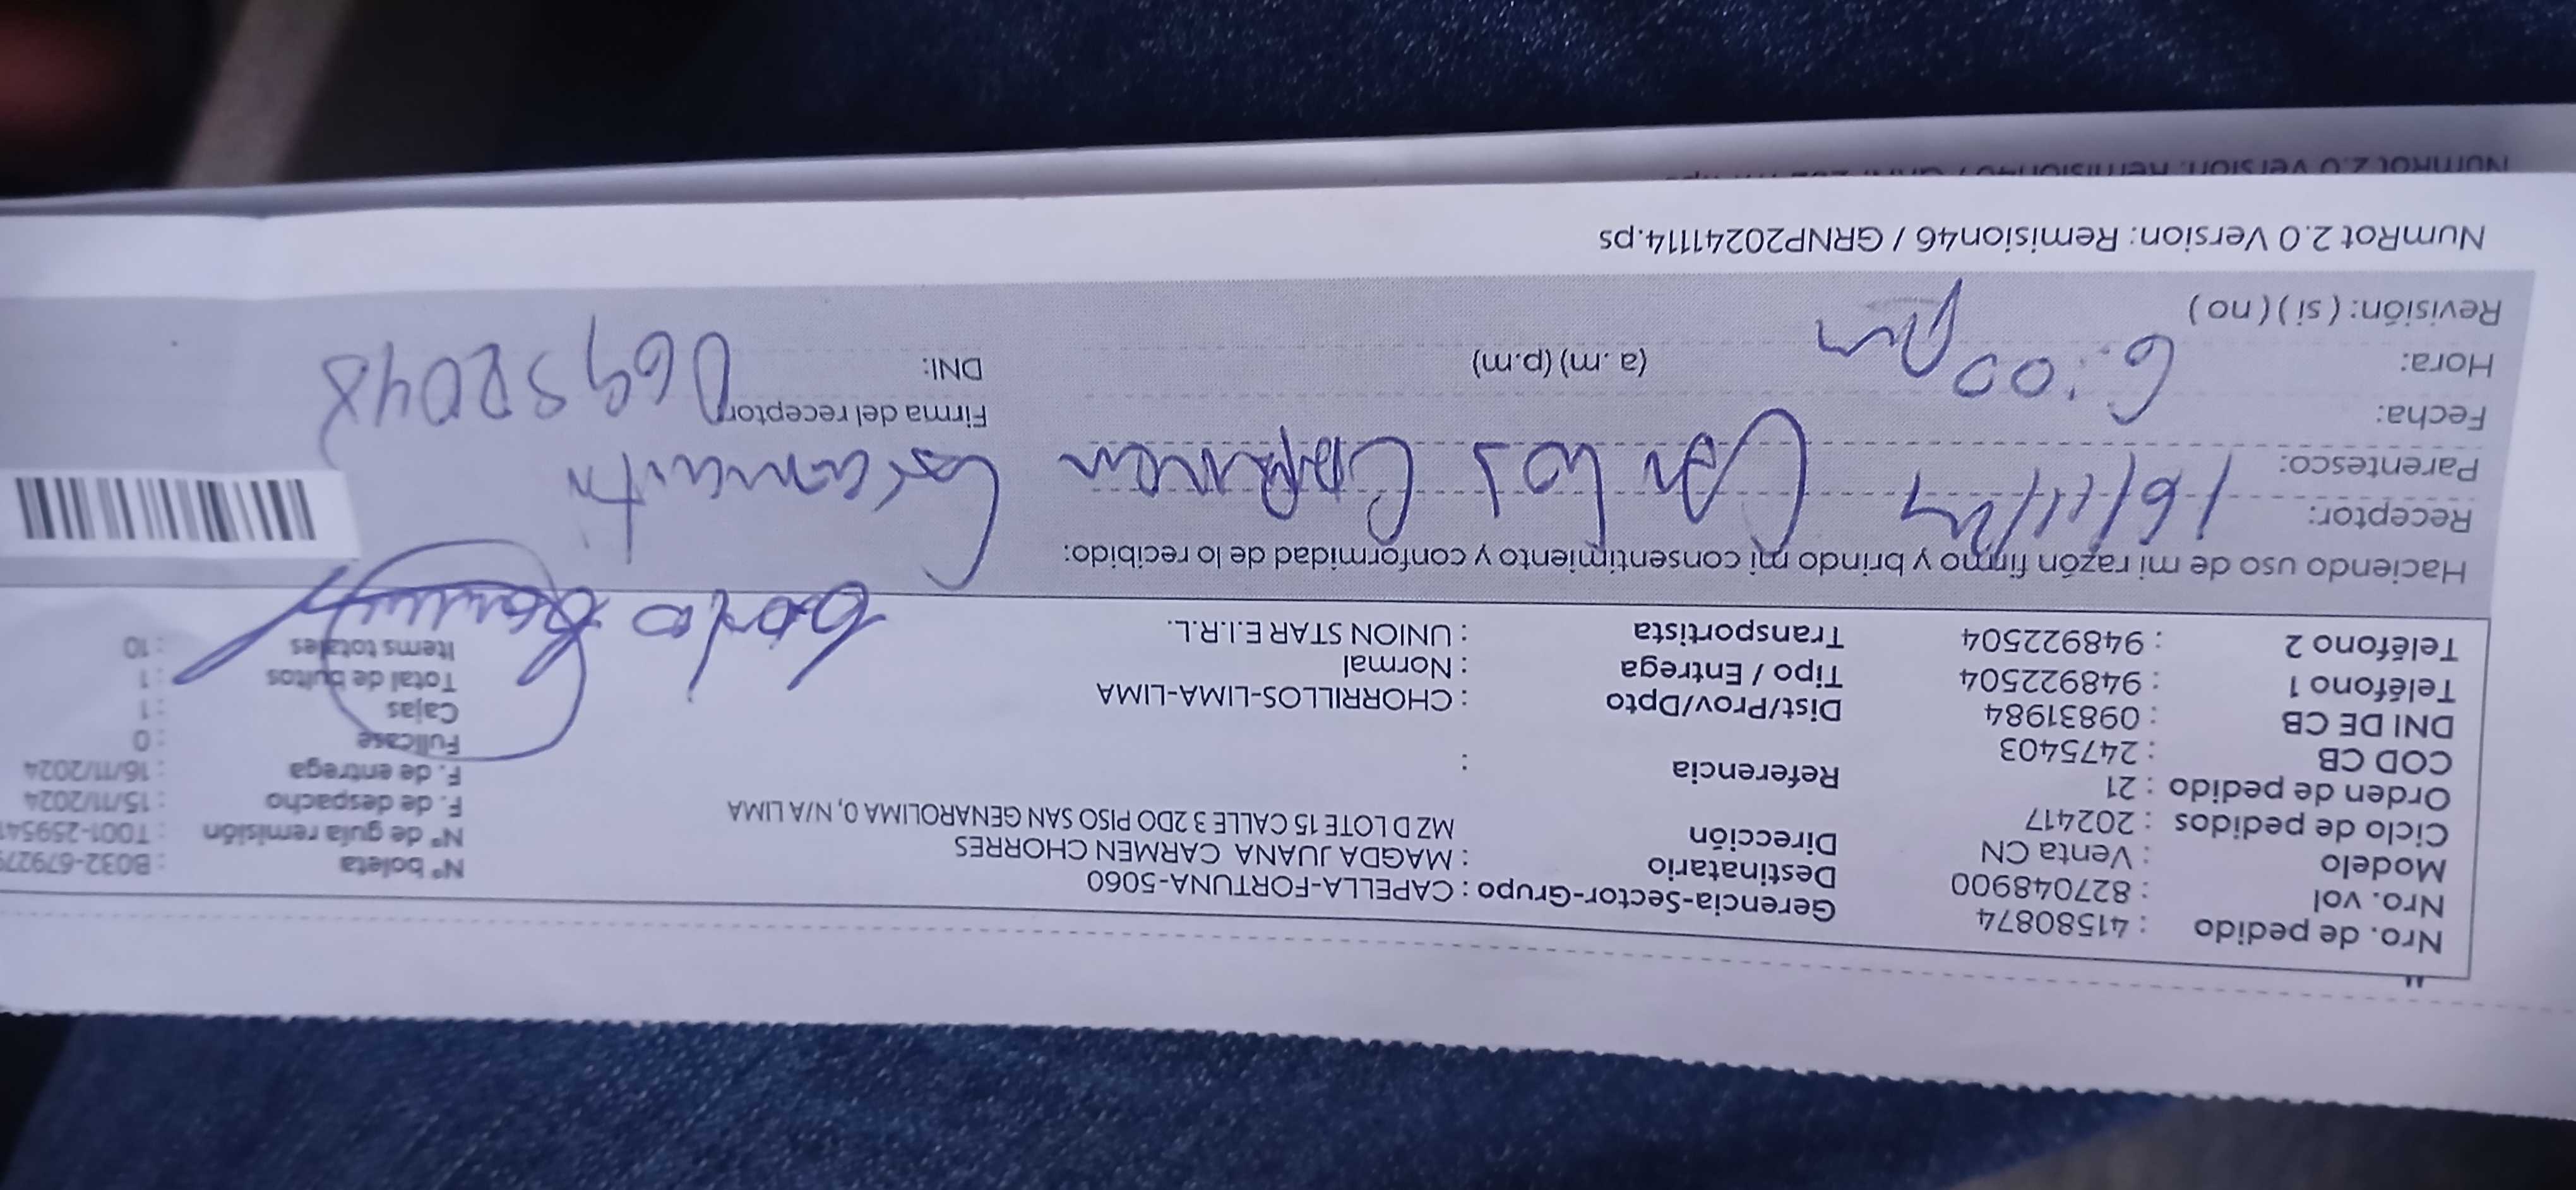 Nro. de pedido : 41580874
Nro. vol : 827048900
Modelo : Venta CN
Ciclo de pedidos : 202417
Orden de pedido : 21
COD CB : 2475403
DNI DE CB : 09831984
Teléfono 1 : 948922504
Teléfono 2 : 948922504
Gerencia-Sector-Grupo : CAPELLA-FORTUNA-5060
Destinatario : MAGDA JUANA CARMEN CHORRES
Dirección MZ D LOTE 15 CALLE 3 2DO PISO SAN GENAROLIMA 0, N/A LIMA
Referencia :
Dist/Prov/Dpto : CHORRILLOS-LIMA-LIMA
Tipo / Entrega : Normal
Transportista : UNION STAR E.I.R.L.
N° boleta : B032-679279
N° de guía remisión : T001-259541
F. de despacho : 15/11/2024
F. de entrega : 16/11/2024
Fullcase : 0
Cajas : 1
Total de bultos : 1
Items totales : 10
Haciendo uso de mi razón firmo y brindo mi consentimiento y conformidad de lo recibido:
Receptor:
Parentesco:
16/11/24 Carlos Carmen
Fecha:
Firma del receptor
Hora: 6:00 pm (a.m) (p.m)
DNI:
Revisión: ( si ) ( no )
NumRot 2.0 Version: Remision46 / GRNP20241114.ps